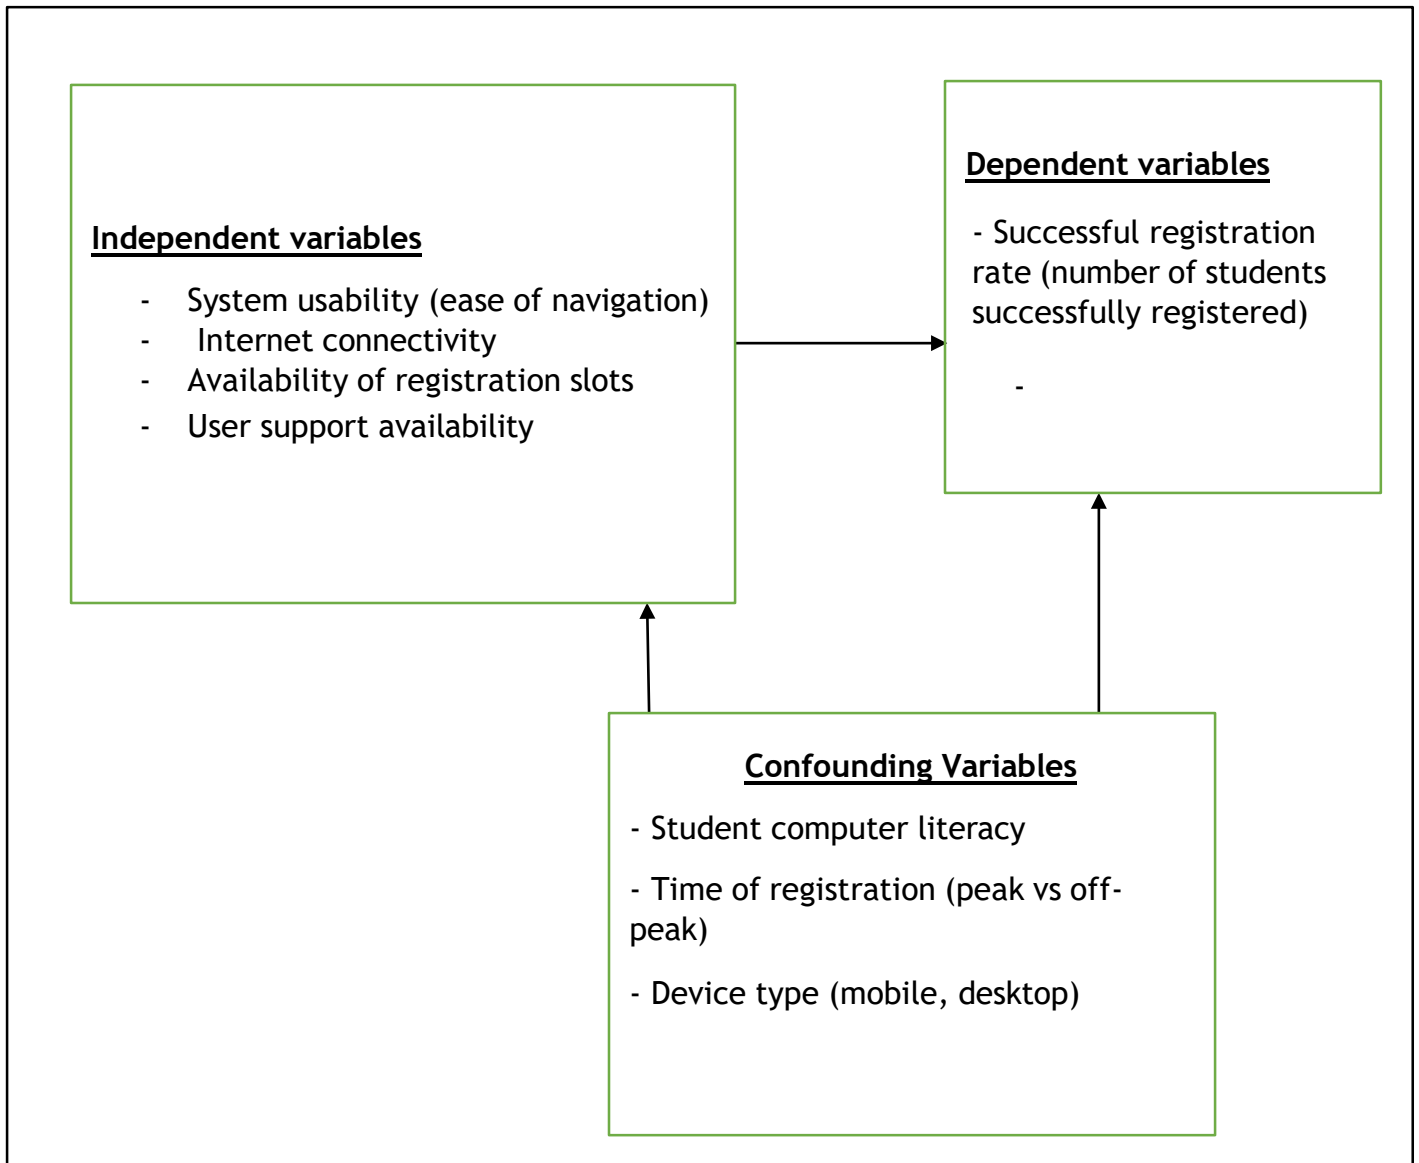 Independent variables
- System usability (ease of navigation)
- Internet connectivity
- Availability of registration slots
- User support availability
Dependent variables
- Successful registration
rate (number of students
successfully registered)
-
Confounding Variables
- Student computer literacy
- Time of registration (peak vs off-
peak)
- Device type (mobile, desktop)